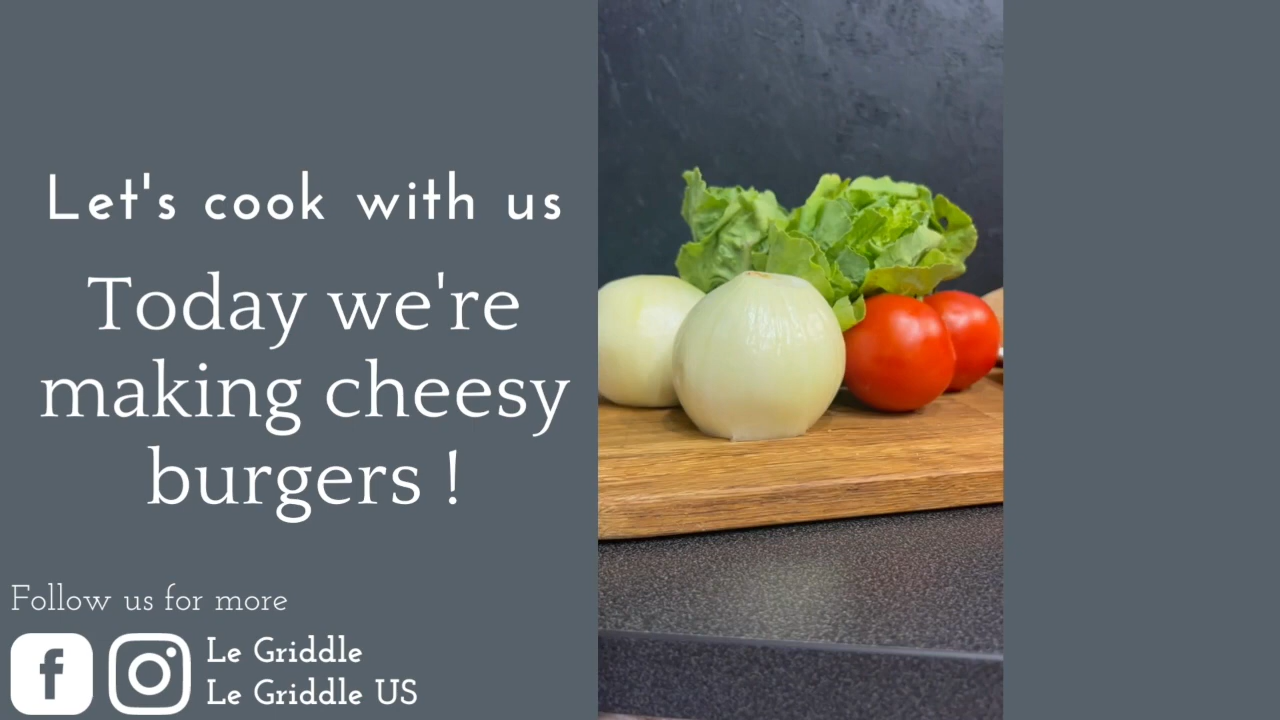 Let's cook with us
Today we're
making cheesy
burgers !
Follow us for more
Le Griddle
Le Griddle US